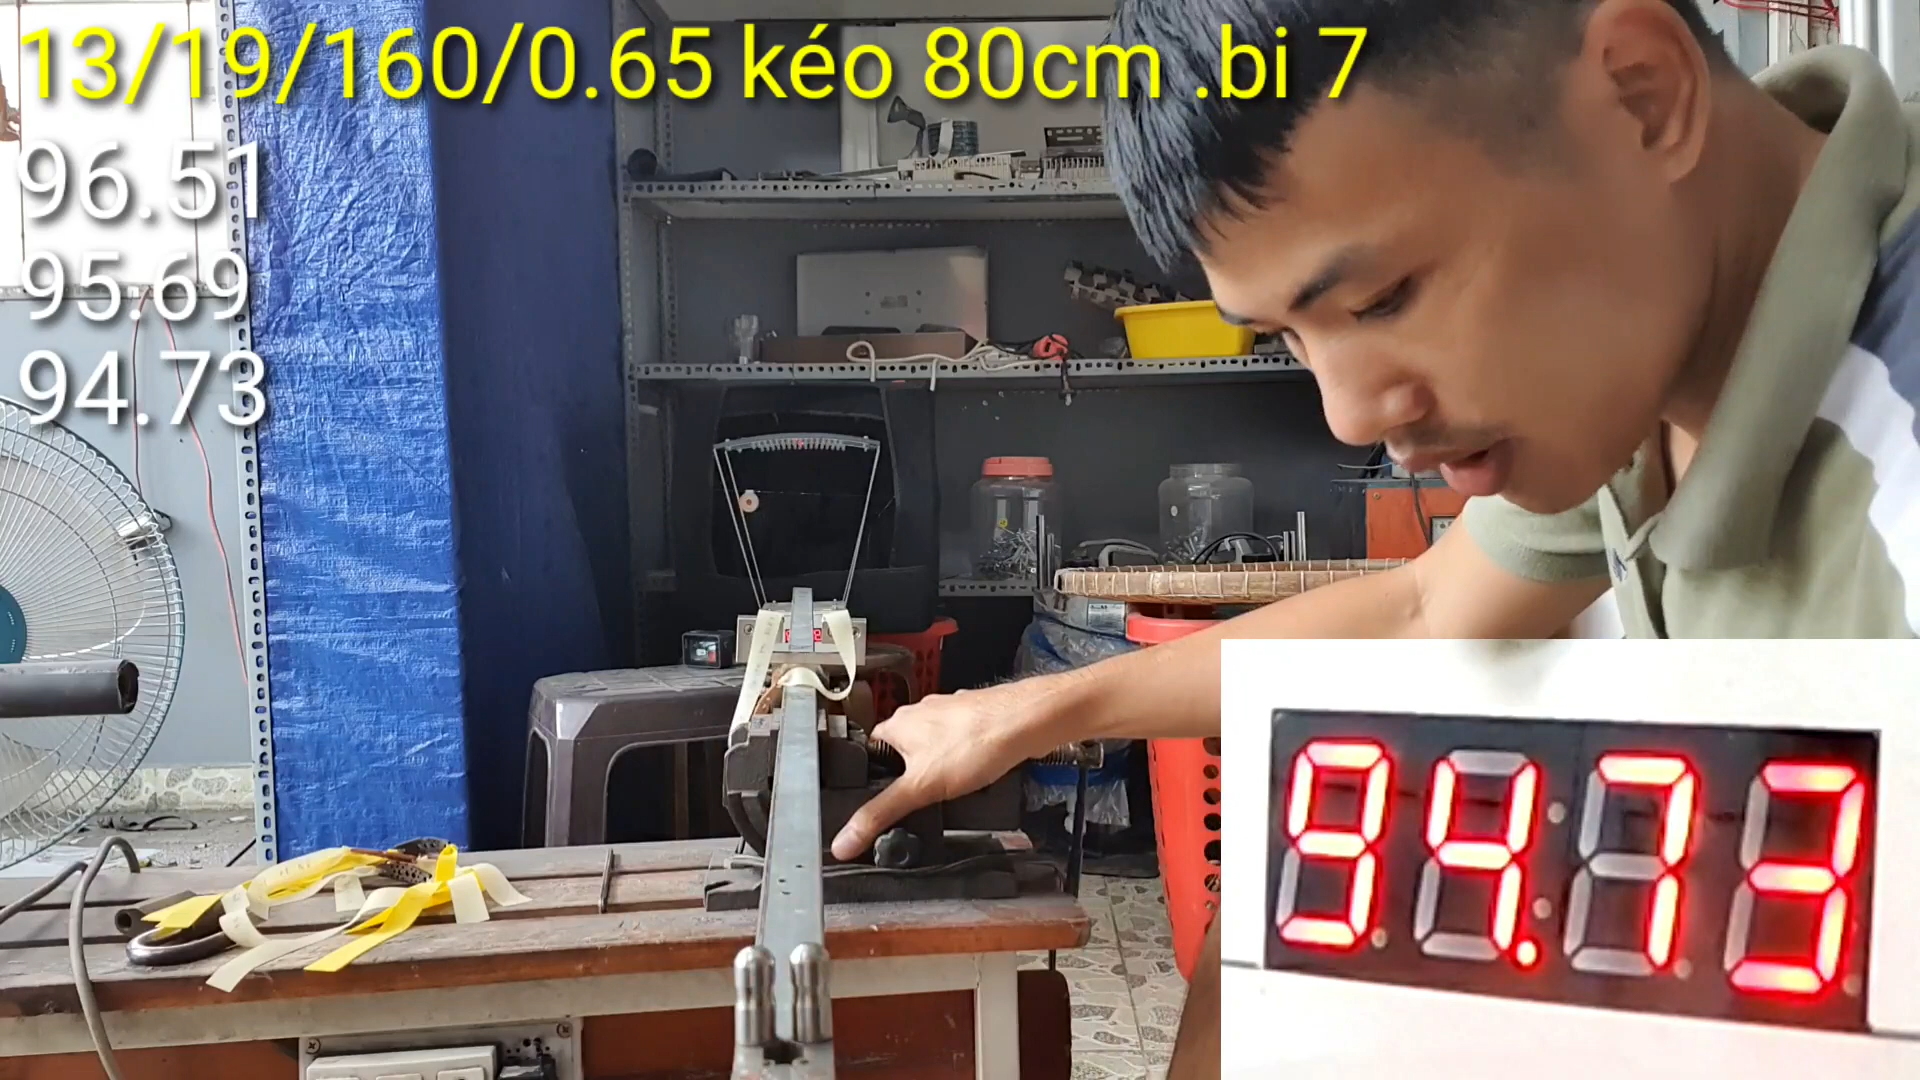 13/19/160/0.65 kéo 80cm .bi 7
96.51
95.69
94.73
94.73